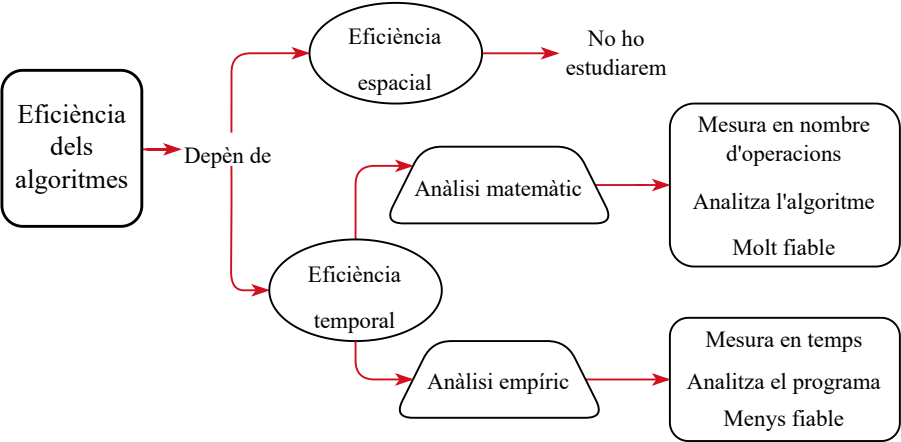 Eficiència
dels
algoritmes
Depèn de
Eficiència
espacial
No ho
estudiarem
Eficiència
temporal
Anàlisi matemàtic
Mesura en nombre
d'operacions
Analitza l'algoritme
Molt fiable
Anàlisi empíric
Mesura en temps
Analitza el programa
Menys fiable